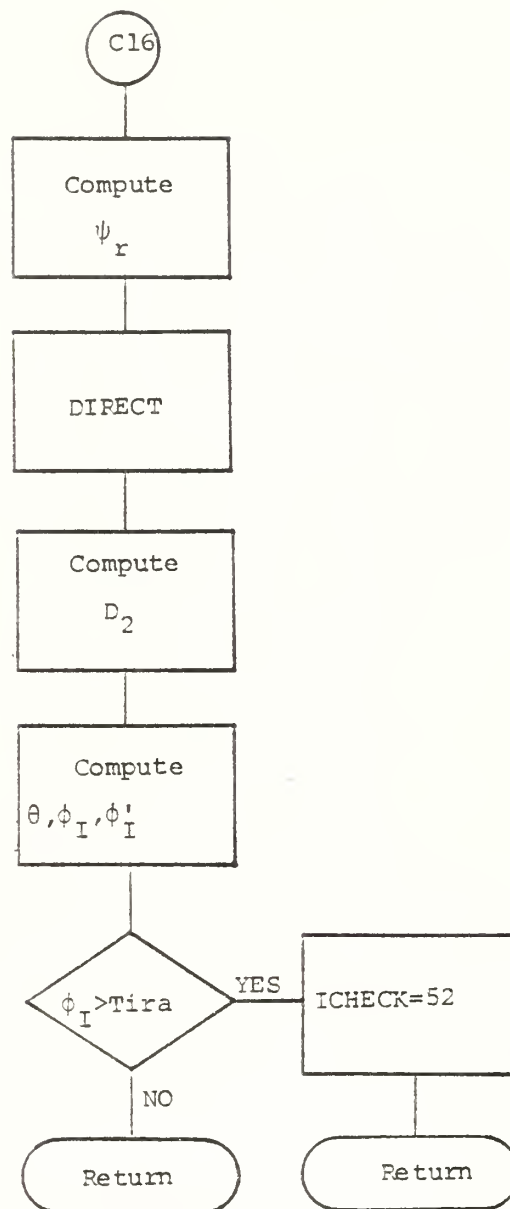 C16
Compute
ψr
DIRECT
Compute
D2
Compute
θ,ϕI,ϕ'I
ϕI>Tira
YES
ICHECK=52
NO
Return
Return